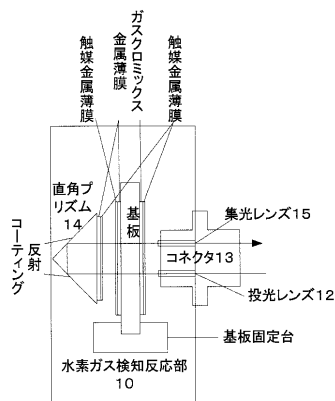 触媒金属薄膜
ガスクロミックス
金属薄膜
触媒金属薄膜
直角プ
リズム
14
反射
コーティング
基板
集光レンズ15
コネクタ13
投光レンズ12
基板固定台
水素ガス検知反応部
10